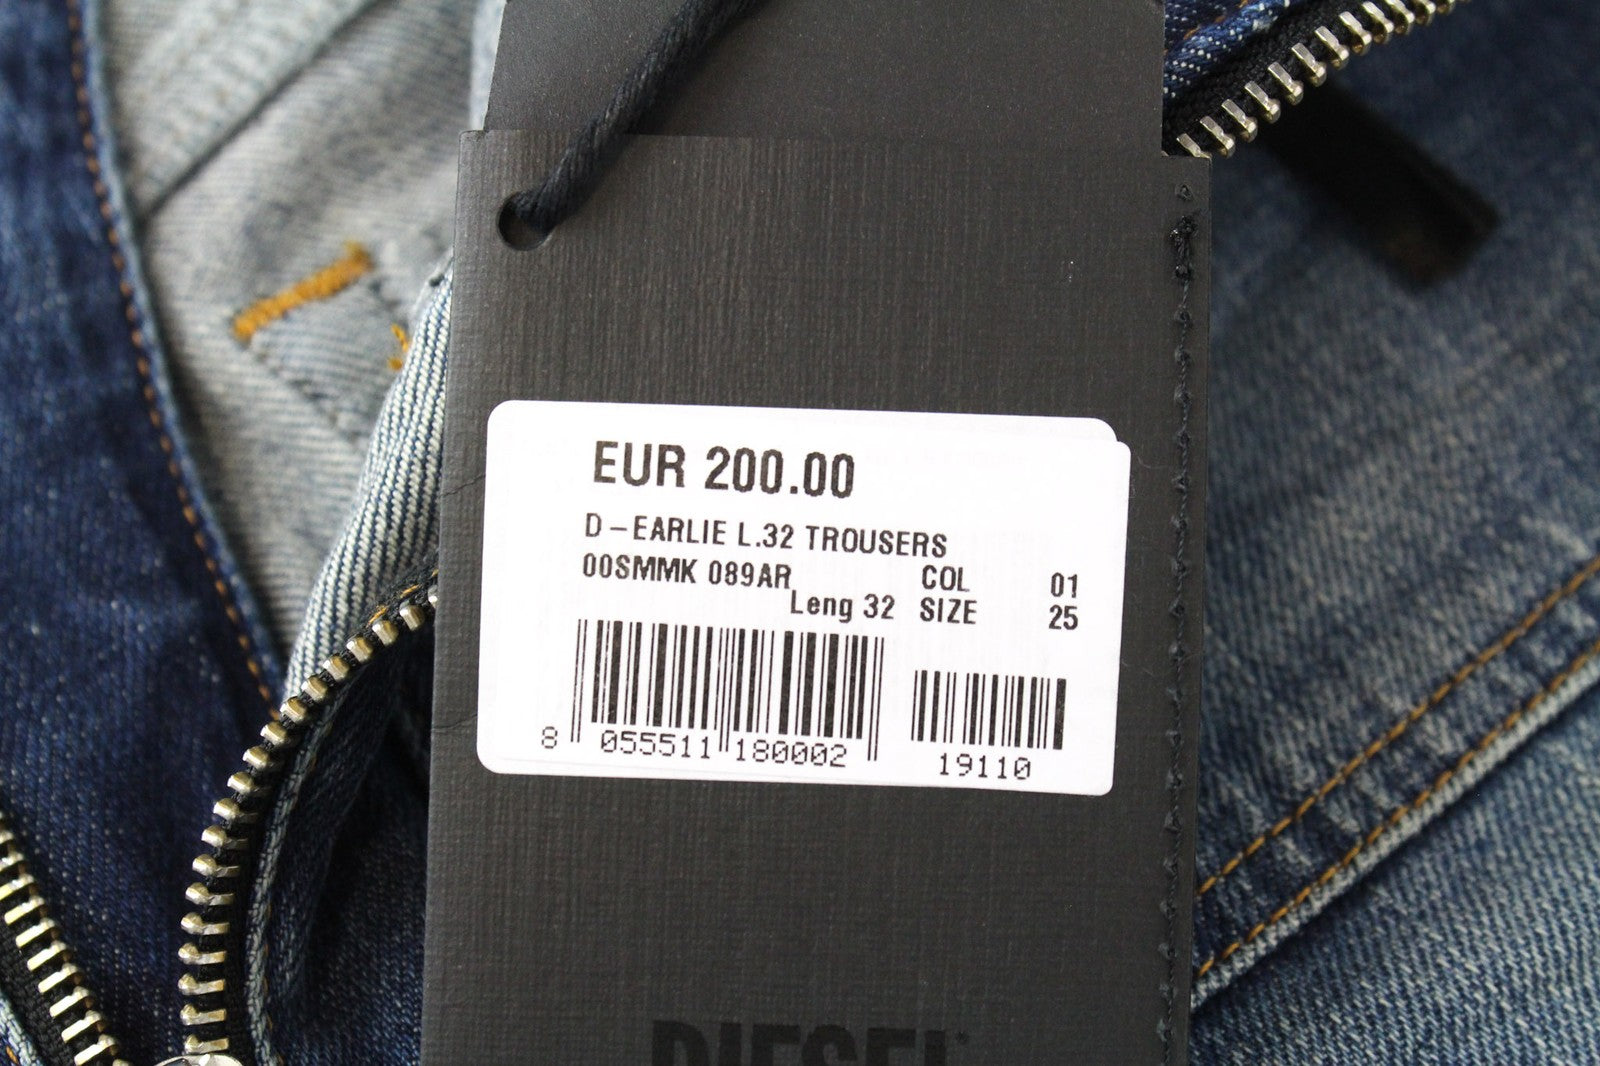 EUR 200.00
D-EARLIE L.32 TROUSERS
00SMMK 089AR COL 01
Leng 32 SIZE 25
8 055511 180002 19110
DIESEL